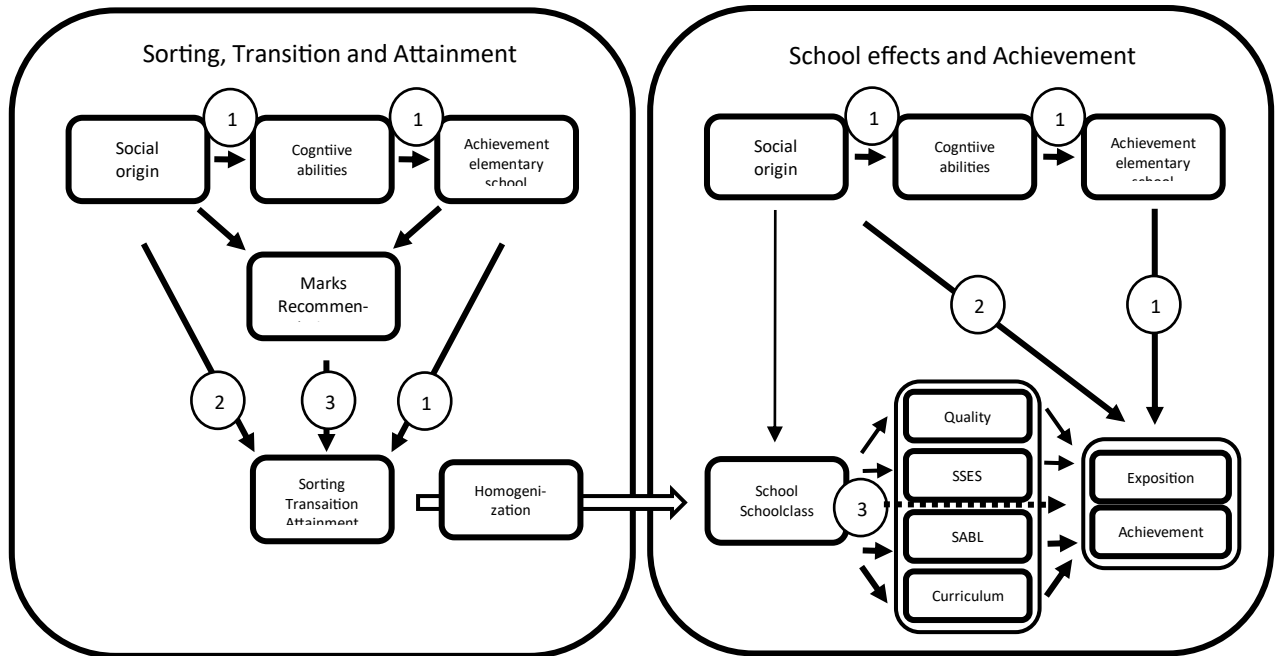 Sorting, Transition and Attainment
1
1
Social
origin
Cogntiive
abilities
Achievement
elementary
school
Marks
Recommen-
2
3
1
Sorting
Transaition
Attainment
Homogeni-
zation
School effects and Achievement
1
1
Social
origin
Cogntiive
abilities
Achievement
elementary
school
2
1
School
Schoolclass
3
Quality
SSES
SABL
Curriculum
Exposition
Achievement